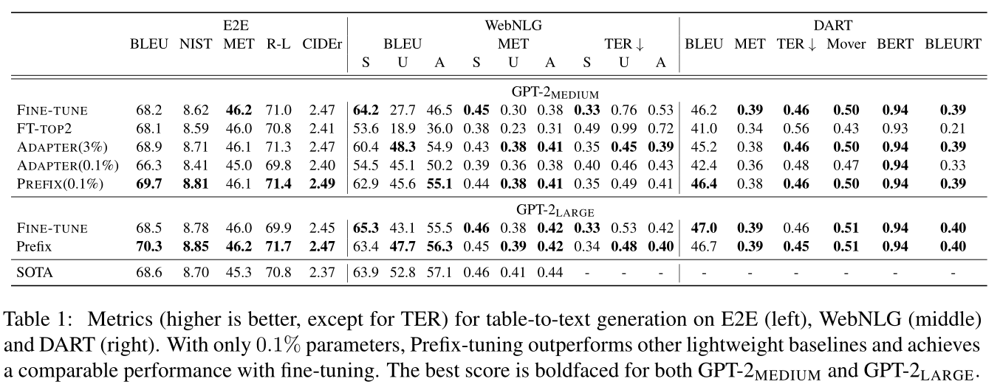 E2E WebNLG DART
BLEU NIST MET R-L CIDEr BLEU MET TER ↓ BLEU MET TER ↓ Mover BERT BLEURT
S U A S U A S U A
GPT-2MEDIUM
FINE-TUNE 68.2 8.62 46.2 71.0 2.47 64.2 27.7 46.5 0.45 0.30 0.38 0.33 0.76 0.53 46.2 0.39 0.46 0.50 0.94 0.39
FT-TOP2 68.1 8.59 46.0 70.8 2.41 53.6 18.9 36.0 0.38 0.23 0.31 0.49 0.99 0.72 41.0 0.34 0.56 0.43 0.93 0.21
ADAPTER(3%) 68.9 8.71 46.1 71.3 2.47 60.4 48.3 54.9 0.43 0.38 0.41 0.35 0.45 0.39 45.2 0.38 0.46 0.50 0.94 0.39
ADAPTER(0.1%) 66.3 8.41 45.0 69.8 2.40 54.5 45.1 50.2 0.39 0.36 0.38 0.40 0.46 0.43 42.4 0.36 0.48 0.47 0.94 0.33
PREFIX(0.1%) 69.7 8.81 46.1 71.4 2.49 62.9 45.6 55.1 0.44 0.38 0.41 0.35 0.49 0.41 46.4 0.38 0.46 0.50 0.94 0.39
GPT-2LARGE
FINE-TUNE 68.5 8.78 46.0 69.9 2.45 65.3 43.1 55.5 0.46 0.38 0.42 0.33 0.53 0.42 47.0 0.39 0.46 0.51 0.94 0.40
Prefix 70.3 8.85 46.2 71.7 2.47 63.4 47.7 56.3 0.45 0.39 0.42 0.34 0.48 0.40 46.7 0.39 0.45 0.51 0.94 0.40
SOTA 68.6 8.70 45.3 70.8 2.37 63.9 52.8 57.1 0.46 0.41 0.44 - - - - - - - - -
Table 1: Metrics (higher is better, except for TER) for table-to-text generation on E2E (left), WebNLG (middle)
and DART (right). With only 0.1% parameters, Prefix-tuning outperforms other lightweight baselines and achieves
a comparable performance with fine-tuning. The best score is boldfaced for both GPT-2MEDIUM and GPT-2LARGE.